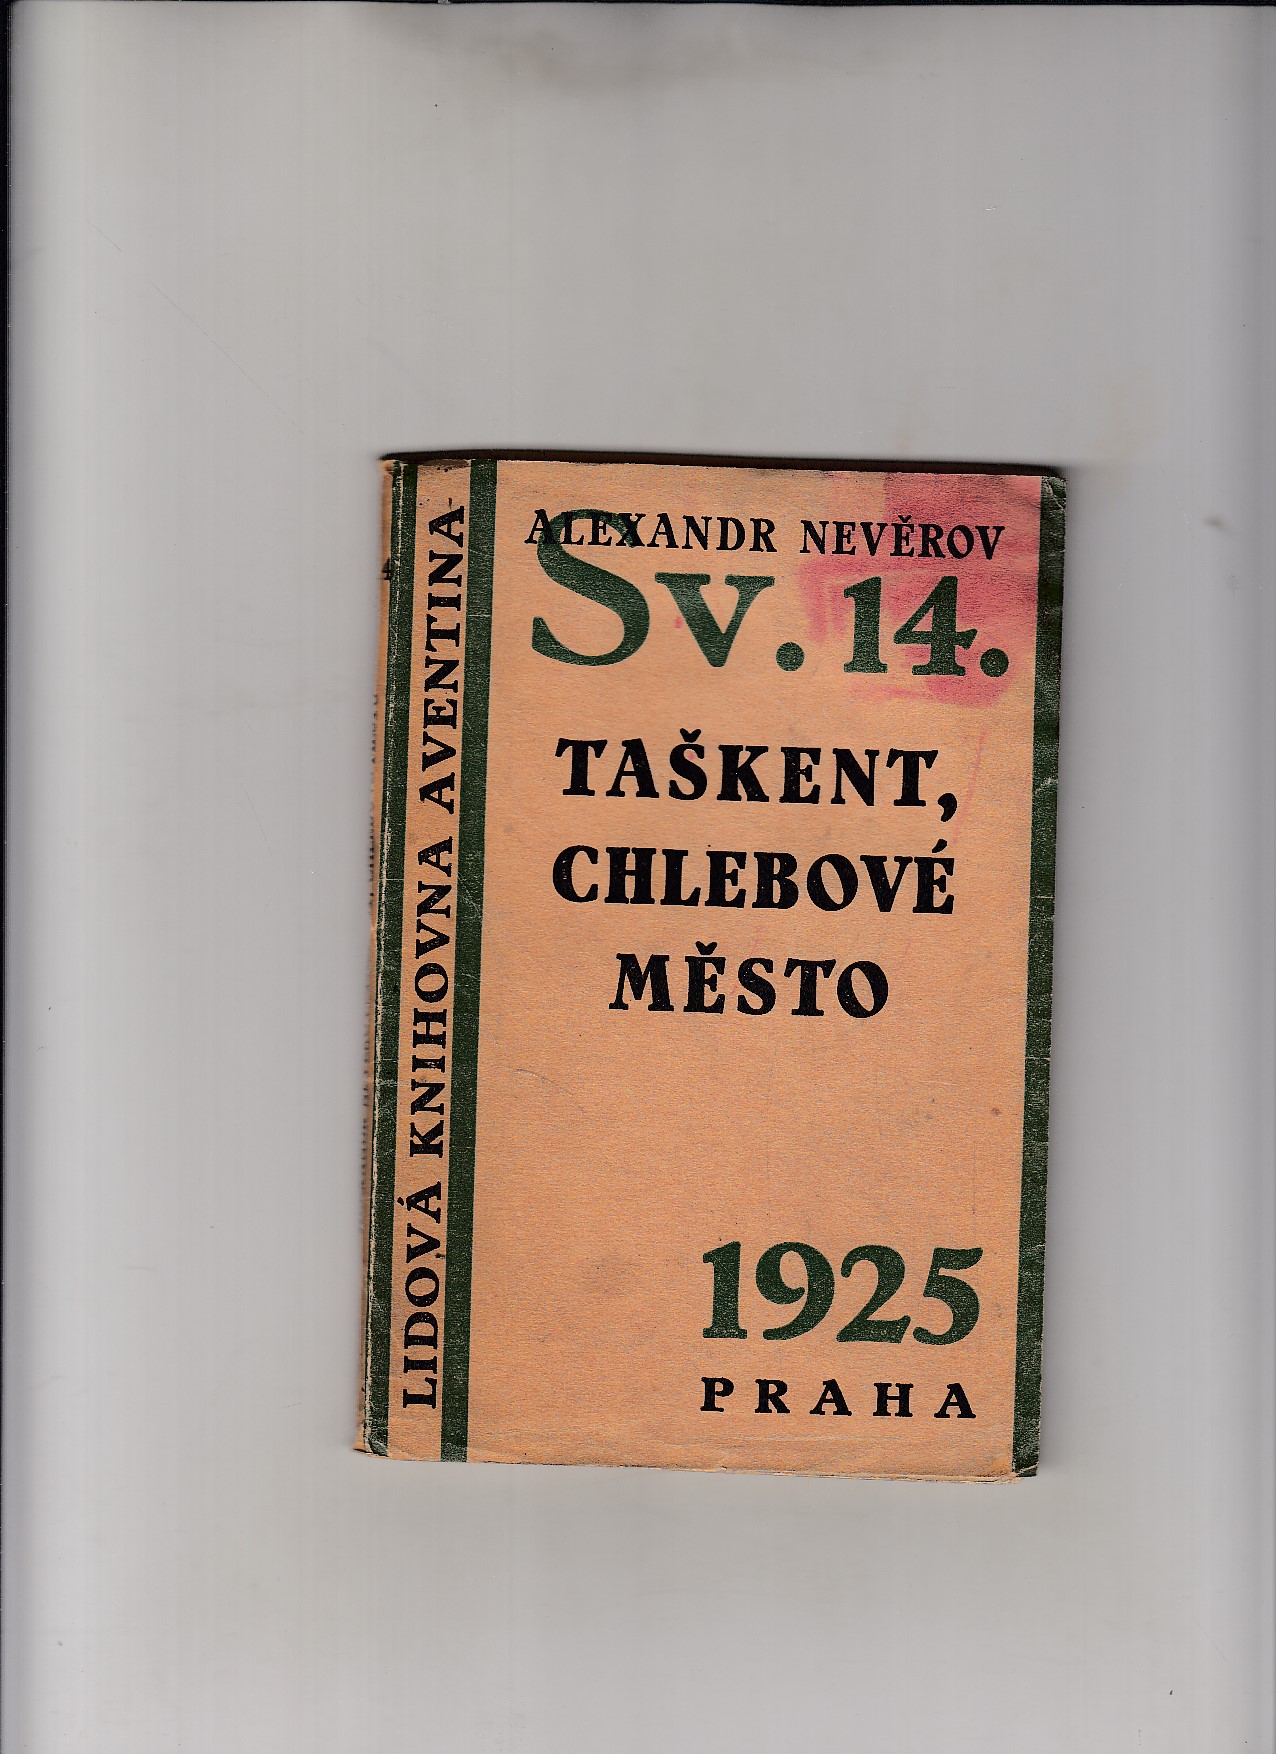 ALEXANDR NEVĚROV
Sv. 14.
TAŠKENT,
CHLEBOVÉ
MĚSTO
1925
PRAHA
LIDOVÁ KNIHOVNA AVENTINA